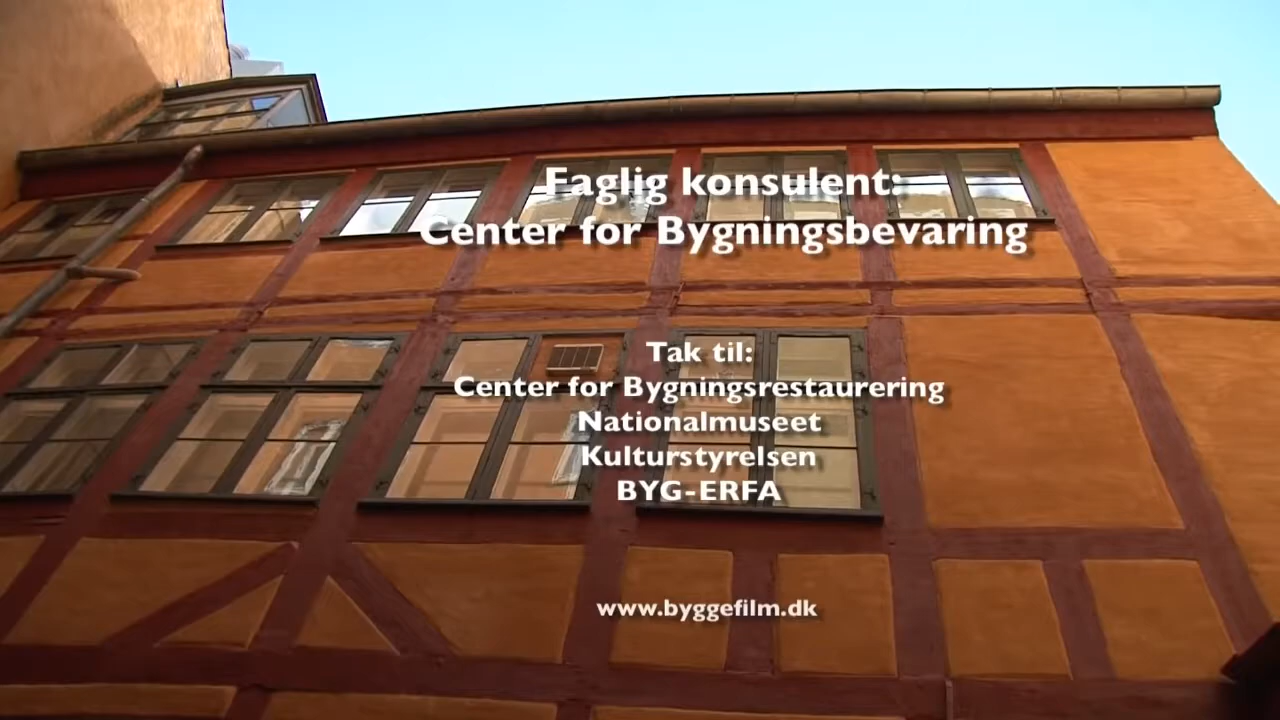 Faglig konsulent:
Center for Bygningsbevaring
Tak til:
Center for Bygningsrestaurering
Nationalmuseet
Kulturstyrelsen
BYG-ERFA
www.byggefilm.dk